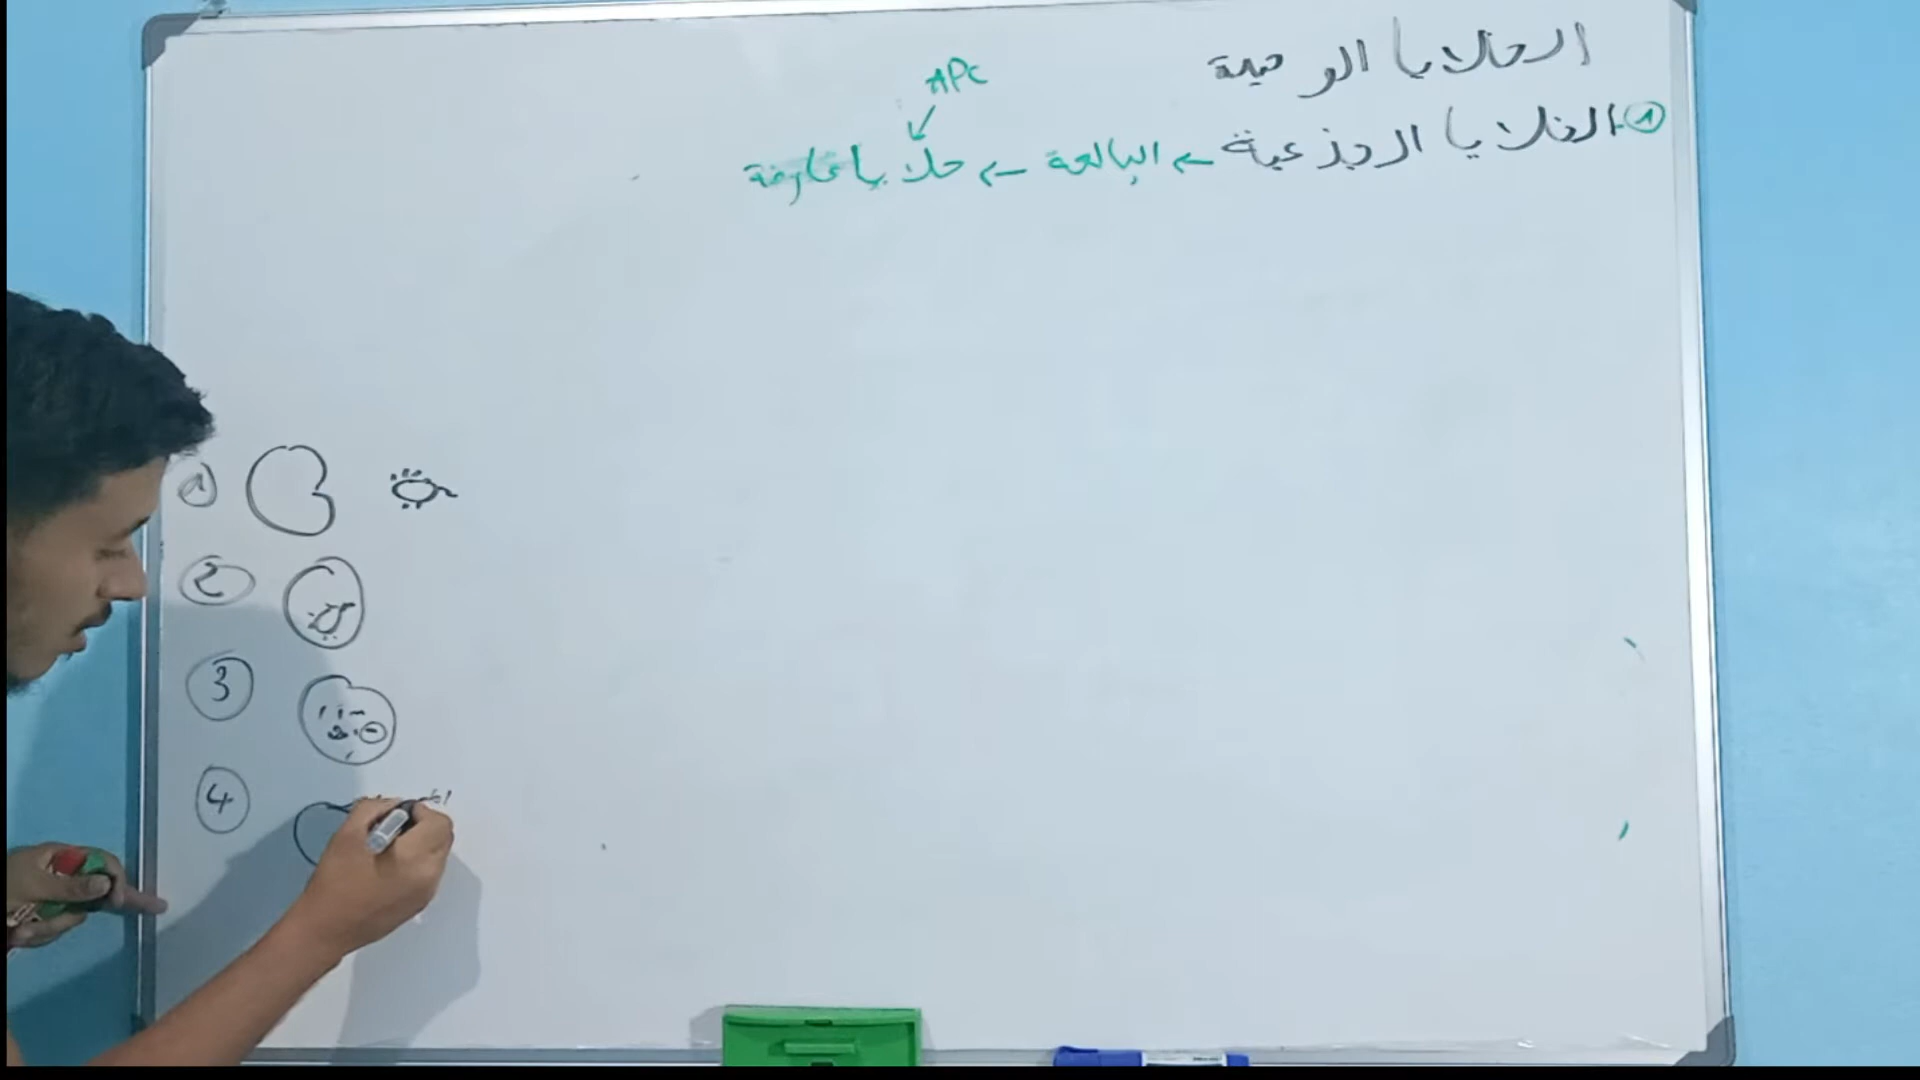 الخلايا الوحيدة
APC
① الخلايا الجذعية ← البالعة ← خلايا عارضة
①
②
③
④